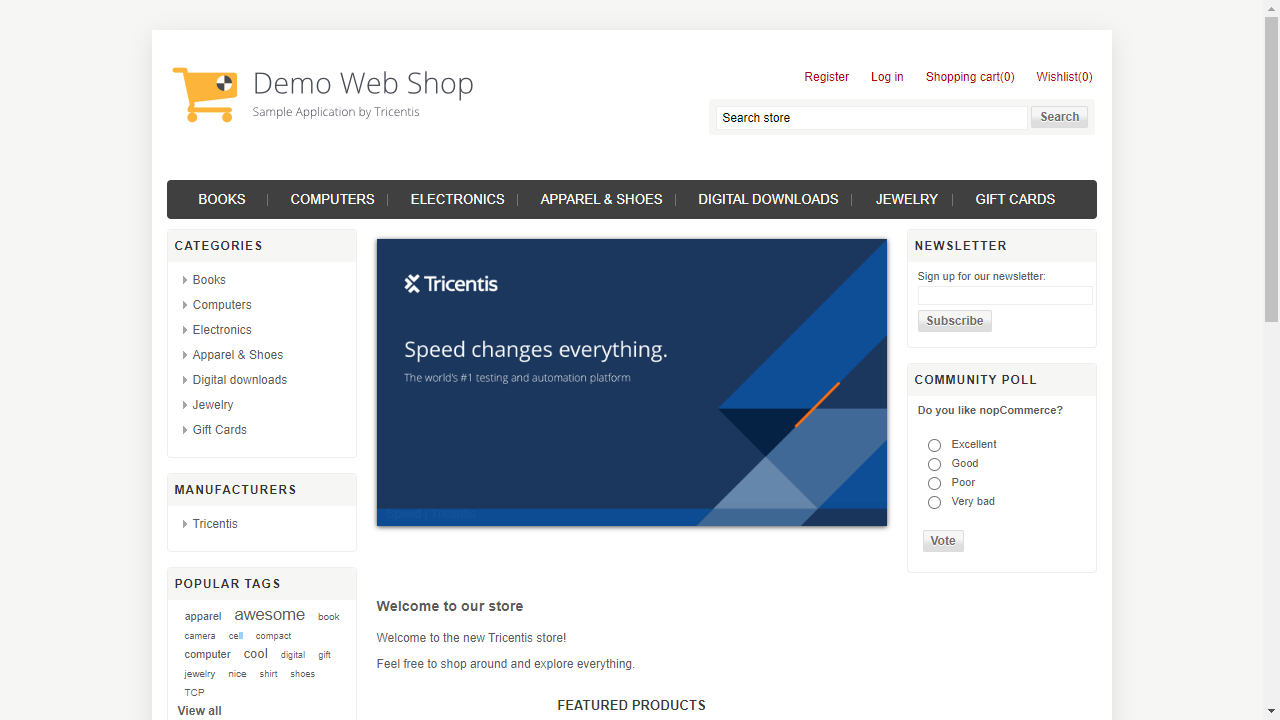 Demo Web Shop
Sample Application by Tricentis
Register Log in Shopping cart(0) Wishlist(0)
Search store Search
BOOKS COMPUTERS ELECTRONICS APPAREL & SHOES DIGITAL DOWNLOADS JEWELRY GIFT CARDS
CATEGORIES
Books
Computers
Electronics
Apparel & Shoes
Digital downloads
Jewelry
Gift Cards
MANUFACTURERS
Tricentis
POPULAR TAGS
apparel awesome book
camera cell compact
computer cool digital gift
jewelry nice shirt shoes
TCP
View all
Tricentis
Speed changes everything.
The world's #1 testing and automation platform
Welcome to our store
Welcome to the new Tricentis store!
Feel free to shop around and explore everything.
FEATURED PRODUCTS
NEWSLETTER
Sign up for our newsletter:
Subscribe
COMMUNITY POLL
Do you like nopCommerce?
Excellent
Good
Poor
Very bad
Vote